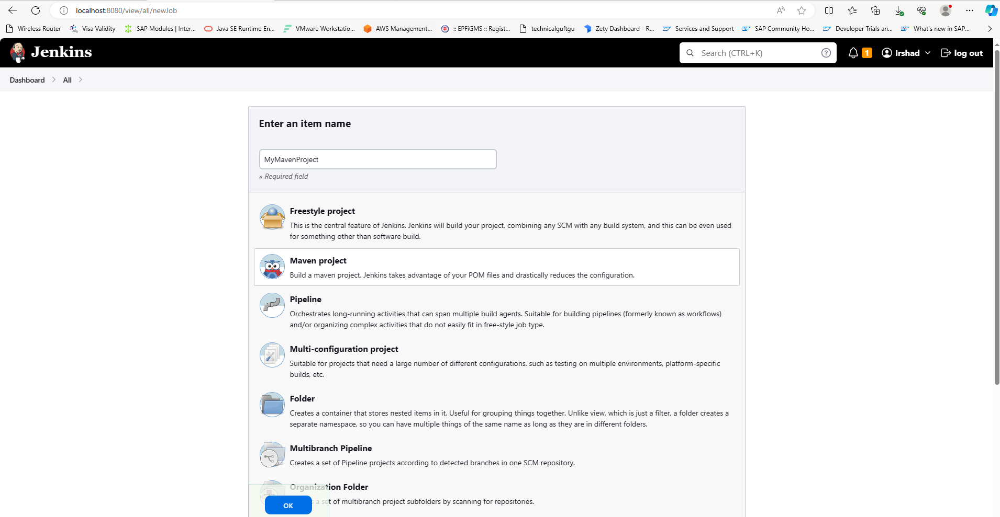 localhost:8080/view/all/newJob
Wireless Router Visa Validity SAP Modules | Inter... Java SE Runtime En... VMware Workstatio... AWS Management... :: EPFiGMS :: Regist... technicalguftgu Zety Dashboard - R... Services and Support SAP Community Ho... Developer Trials an... What's new in SAP...
Jenkins Search (CTRL+K) 1 Irshad log out
Dashboard All
Enter an item name
MyMavenProject
» Required field
Freestyle project
This is the central feature of Jenkins. Jenkins will build your project, combining any SCM with any build system, and this can be even used
for something other than software build.
Maven project
Build a maven project. Jenkins takes advantage of your POM files and drastically reduces the configuration.
Pipeline
Orchestrates long-running activities that can span multiple build agents. Suitable for building pipelines (formerly known as workflows)
and/or organizing complex activities that do not easily fit in free-style job type.
Multi-configuration project
Suitable for projects that need a large number of different configurations, such as testing on multiple environments, platform-specific
builds, etc.
Folder
Creates a container that stores nested items in it. Useful for grouping things together. Unlike view, which is just a filter, a folder creates a
separate namespace, so you can have multiple things of the same name as long as they are in different folders.
Multibranch Pipeline
Creates a set of Pipeline projects according to detected branches in one SCM repository.
Organization Folder
a set of multibranch project subfolders by scanning for repositories.
OK